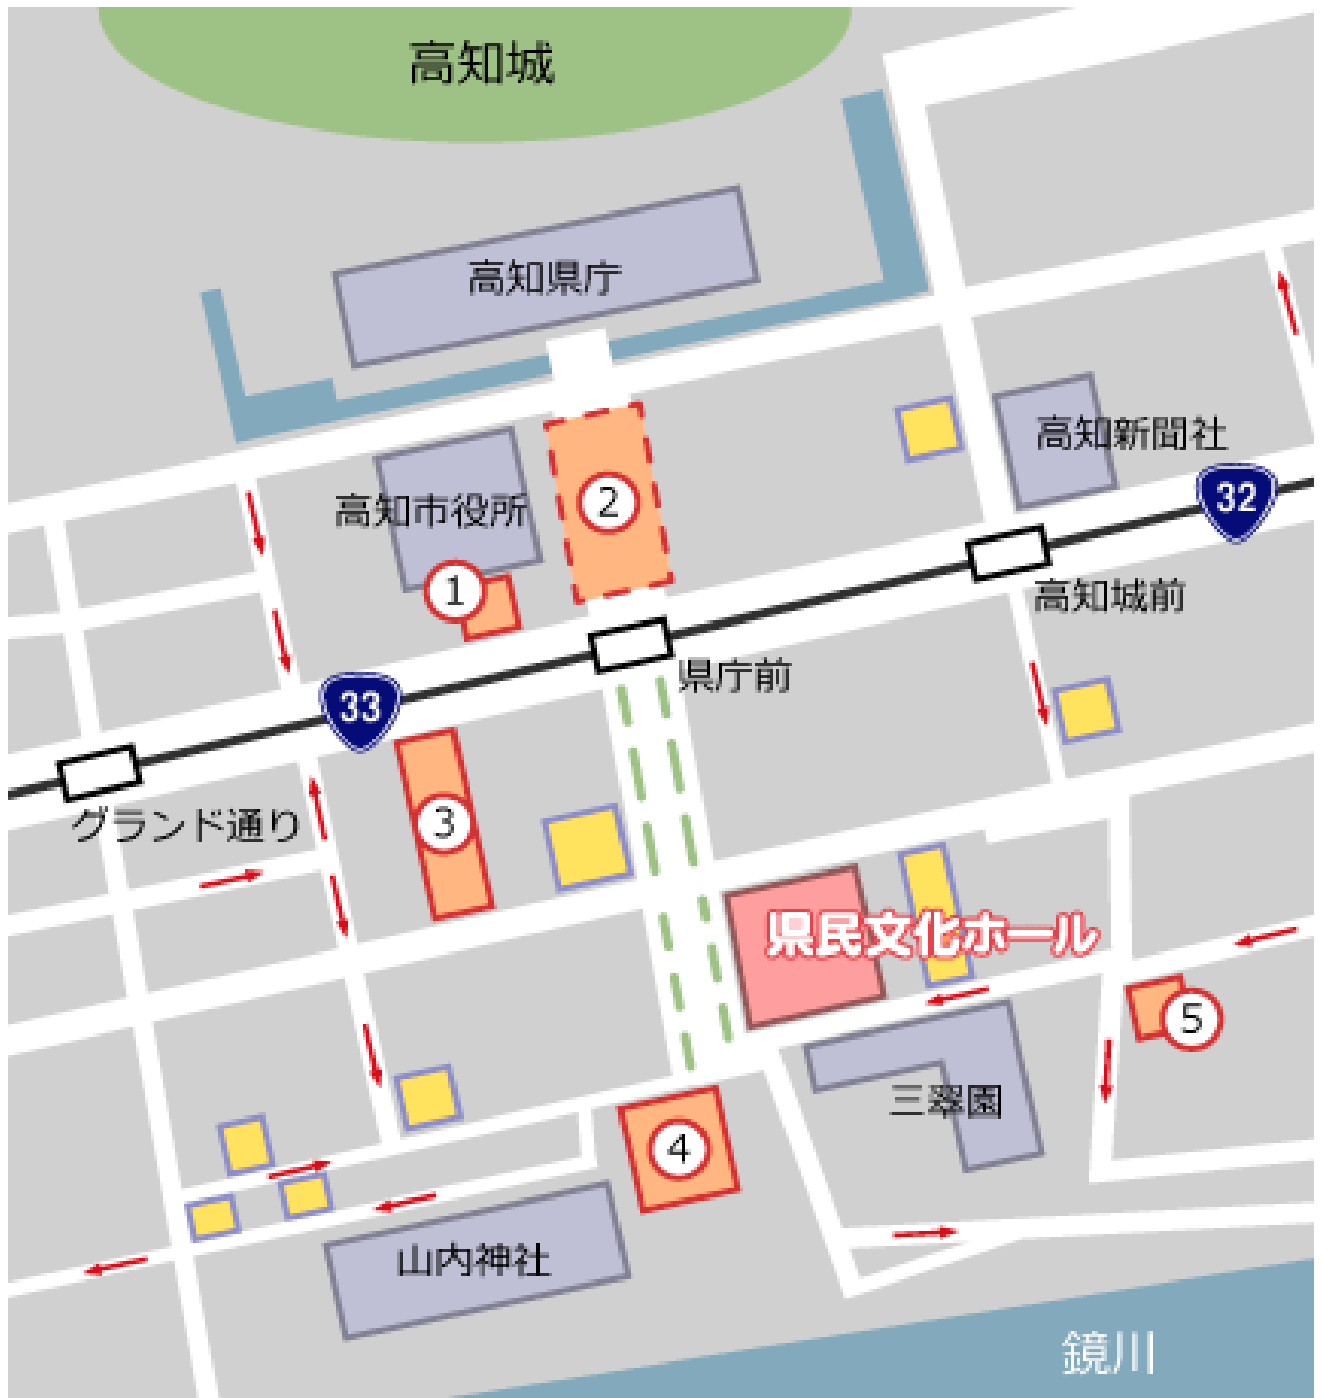 高知城
高知県庁
高知新聞社
32
高知市役所
2
1
高知城前
県庁前
33
グランド通り
3
県民文化ホール
5
三翠園
4
山内神社
鏡川